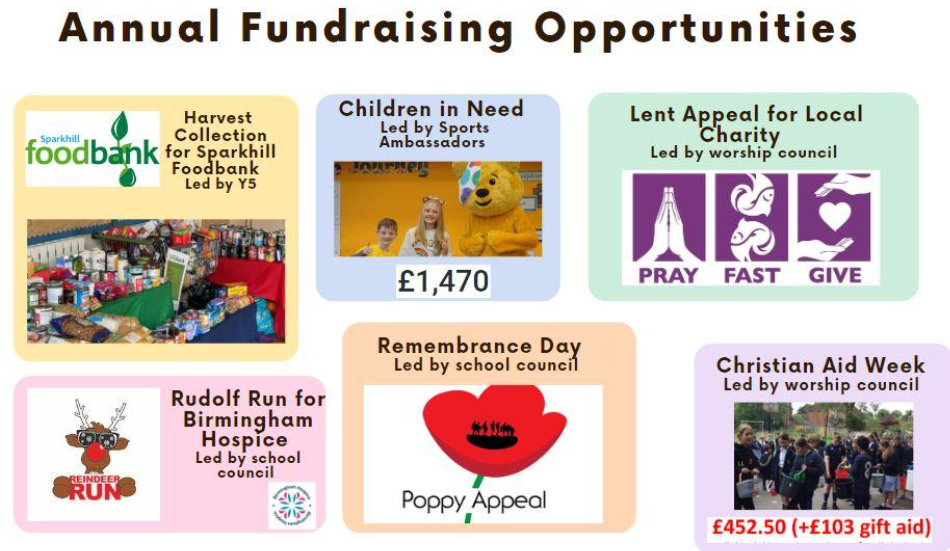 Annual Fundraising Opportunities
Sparkhill
foodbank
Harvest
Collection
for Sparkhill
Foodbank
Led by Y5
Children in Need
Led by Sports
Ambassadors
£1,470
Lent Appeal for Local
Charity
Led by worship council
PRAY FAST GIVE
Rudolf Run for
Birmingham
Hospice
Led by school
council
REINDEER
RUN
Remembrance Day
Led by school council
Poppy Appeal
Christian Aid Week
Led by worship council
£452.50 (+£103 gift aid)